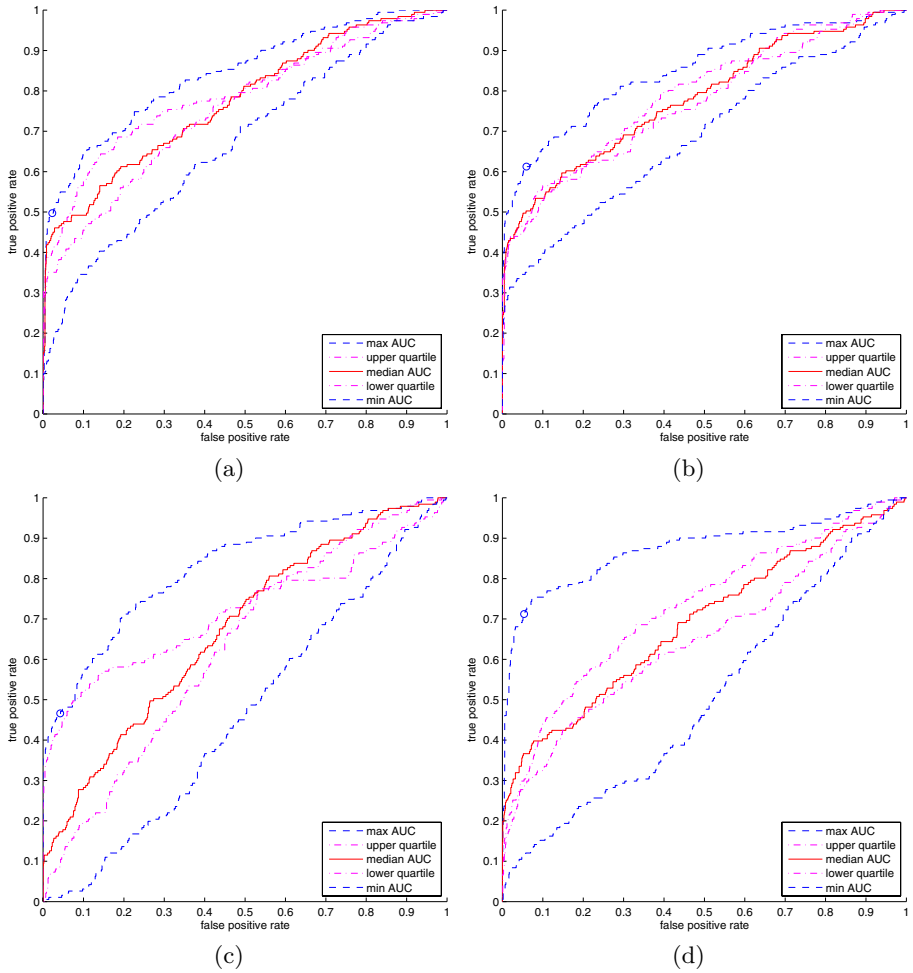 1
0.9
0.8
0.7
0.6
0.5
0.4
0.3
0.2
0.1
0
true positive rate
max AUC
upper quartile
median AUC
lower quartile
min AUC
0 0.1 0.2 0.3 0.4 0.5 0.6 0.7 0.8 0.9 1
false positive rate
(a)
1
0.9
0.8
0.7
0.6
0.5
0.4
0.3
0.2
0.1
0
true positive rate
max AUC
upper quartile
median AUC
lower quartile
min AUC
0 0.1 0.2 0.3 0.4 0.5 0.6 0.7 0.8 0.9 1
false positive rate
(b)
1
0.9
0.8
0.7
0.6
0.5
0.4
0.3
0.2
0.1
0
true positive rate
max AUC
upper quartile
median AUC
lower quartile
min AUC
0 0.1 0.2 0.3 0.4 0.5 0.6 0.7 0.8 0.9 1
false positive rate
(c)
1
0.9
0.8
0.7
0.6
0.5
0.4
0.3
0.2
0.1
0
true positive rate
max AUC
upper quartile
median AUC
lower quartile
min AUC
0 0.1 0.2 0.3 0.4 0.5 0.6 0.7 0.8 0.9 1
false positive rate
(d)